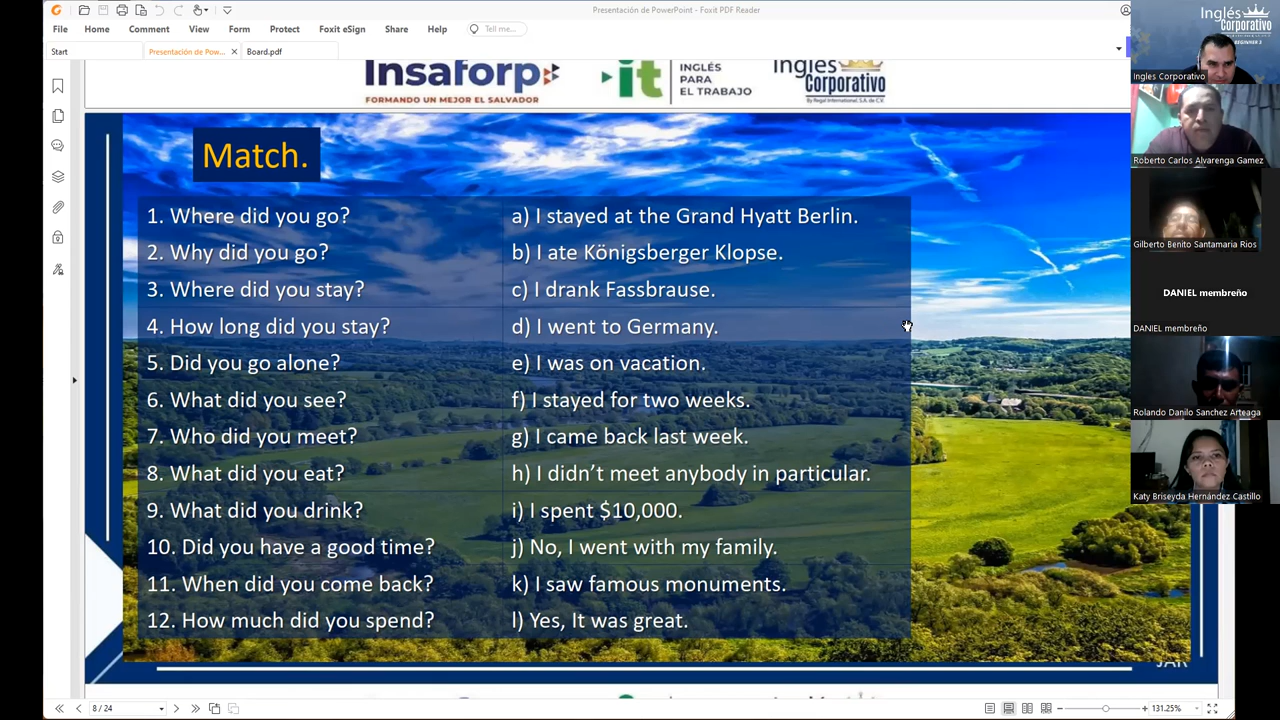 Presentación de PowerPoint - Foxit PDF Reader
File Home Comment View Form Protect Foxit eSign Share Help Tell me...
Start Presentación de Pow... Board.pdf
Insaforp
FORMANDO UN MEJOR EL SALVADOR
it
INGLÉS
PARA
EL TRABAJO
Inglés
Corporativo
By Regal International, S.A. de C.V.
Match.
1. Where did you go? a) I stayed at the Grand Hyatt Berlin.
2. Why did you go? b) I ate Königsberger Klopse.
3. Where did you stay? c) I drank Fassbrause.
4. How long did you stay? d) I went to Germany.
5. Did you go alone? e) I was on vacation.
6. What did you see? f) I stayed for two weeks.
7. Who did you meet? g) I came back last week.
8. What did you eat? h) I didn’t meet anybody in particular.
9. What did you drink? i) I spent $10,000.
10. Did you have a good time? j) No, I went with my family.
11. When did you come back? k) I saw famous monuments.
12. How much did you spend? l) Yes, It was great.
JAR
8 / 24
131.25%
Inglés
Corporativo
BEGINNER 5
Ingles Corporativo
Roberto Carlos Alvarenga Gamez
Gilberto Benito Santamaria Rios
DANIEL membreño
DANIEL membreño
Rolando Danilo Sanchez Arteaga
Katy Briseyda Hernández Castillo